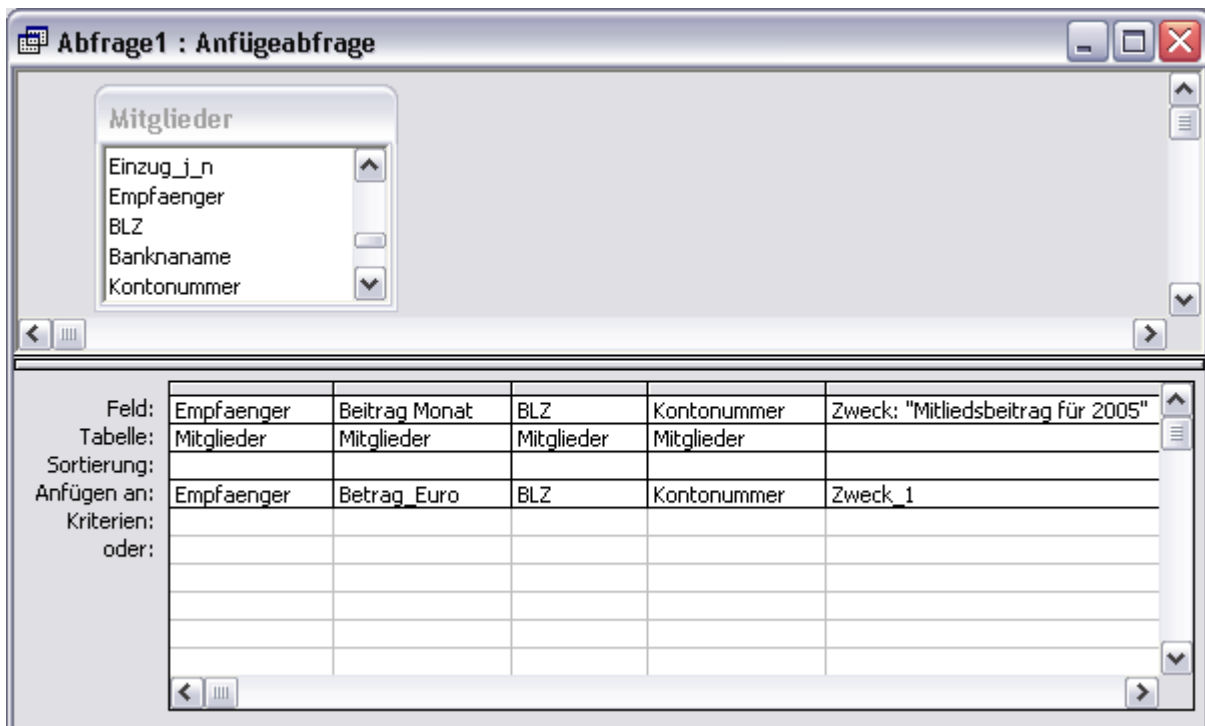 Abfrage1 : Anfügeabfrage
Mitglieder
Einzug_j_n
Empfaenger
BLZ
Banknaname
Kontonummer
Feld: Empfaenger Beitrag Monat BLZ Kontonummer Zweck: "Mitliedsbeitrag für 2005"
Tabelle: Mitglieder Mitglieder Mitglieder Mitglieder
Sortierung:
Anfügen an: Empfaenger Betrag_Euro BLZ Kontonummer Zweck_1
Kriterien:
oder: